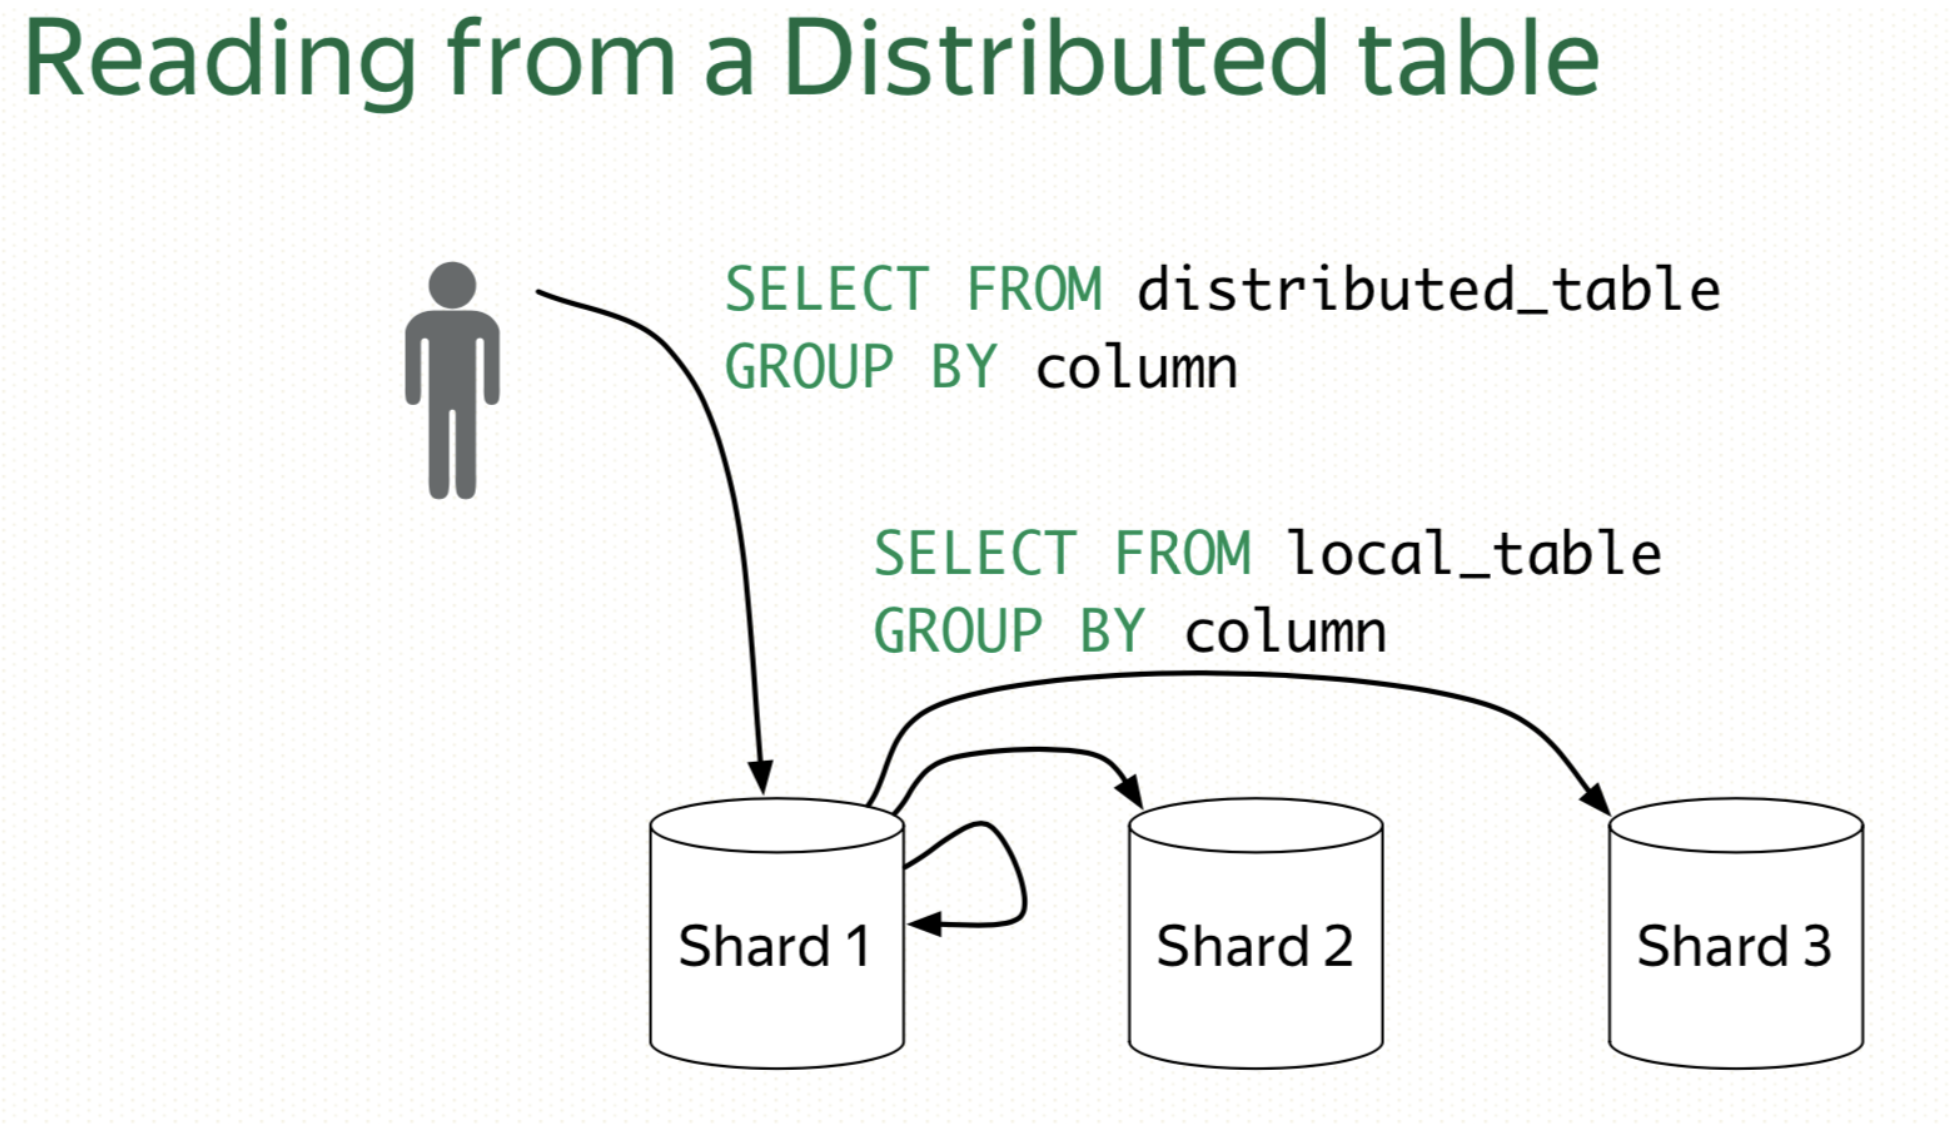 Reading from a Distributed table
SELECT FROM distributed_table
GROUP BY column
SELECT FROM local_table
GROUP BY column
Shard 1
Shard 2
Shard 3